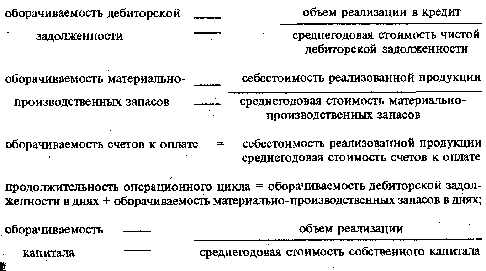 оборачиваемость дебиторской задолженности = объем реализации в кредит
среднегодовая стоимость чистой
дебиторской задолженности
оборачиваемость материально-производственных запасов = себестоимость реализованной продукции
среднегодовая стоимость материально-
производственных запасов
оборачиваемость счетов к оплате = себестоимость реализованной продукции
среднегодовая стоимость счетов к оплате
продолжительность операционного цикла = оборачиваемость дебиторской задол-
женности в днях + оборачиваемость материально-производственных запасов в днях;
оборачиваемость капитала = объем реализации
среднегодовая стоимость собственного капитала